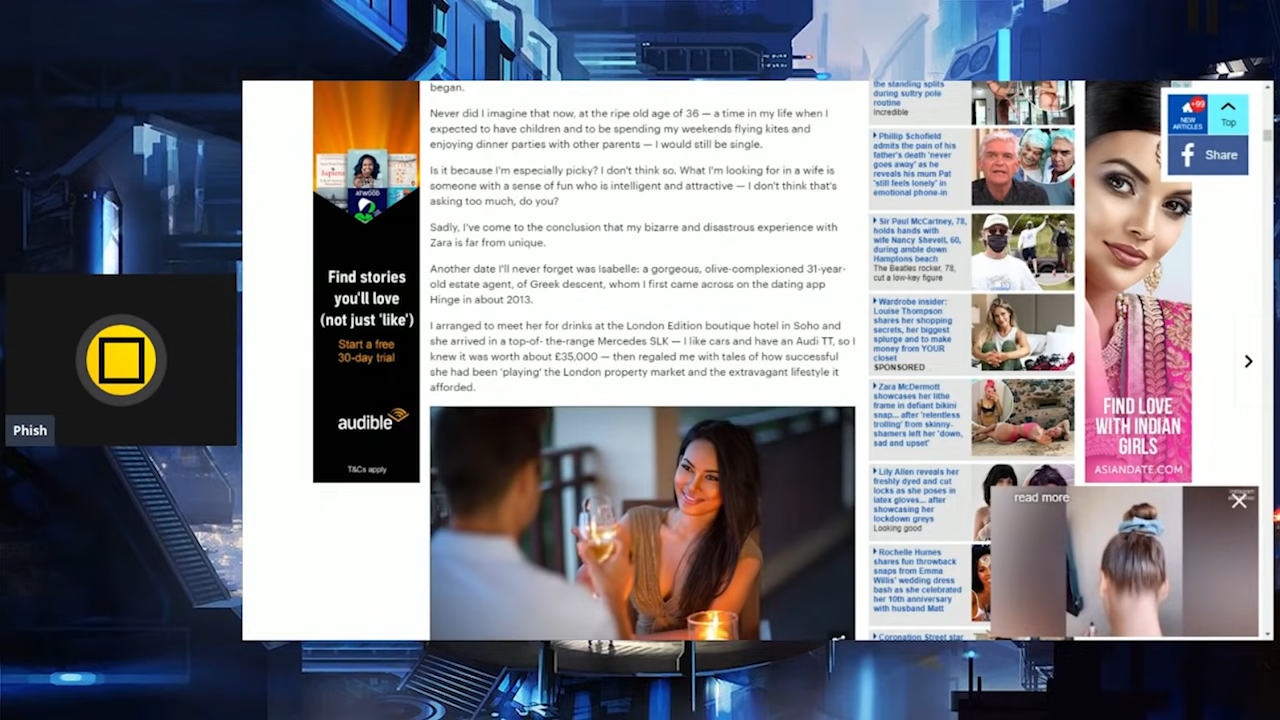 began.
Never did I imagine that now, at the ripe old age of 36 — a time in my life when I
expected to have children and to be spending my weekends flying kites and
enjoying dinner parties with other parents — I would still be single.
Is it because I'm especially picky? I don't think so. What I'm looking for in a wife is
someone with a sense of fun who is intelligent and attractive — I don't think that's
asking too much, do you?
Sadly, I've come to the conclusion that my bizarre and disastrous experience with
Zara is far from unique.
Another date I'll never forget was Isabelle: a gorgeous, olive-complexioned 31-year-
old estate agent, of Greek descent, whom I first came across on the dating app
Hinge in about 2013.
I arranged to meet her for drinks at the London Edition boutique hotel in Soho and
she arrived in a top-of- the-range Mercedes SLK — I like cars and have an Audi TT, so I
knew it was worth about £35,000 — then regaled me with tales of how successful
she had been 'playing' the London property market and the extravagant lifestyle it
afforded.
Sapiens
ATWOOD
Find stories
you'll love
(not just 'like')
Start a free
30-day trial
audible
T&Cs apply
Phish
the standing splits
during sultry pole
routine
Incredible
Phillip Schofield
admits the pain of his
father's death 'never
goes away' as he
reveals his mum Pat
'still feels lonely' in
emotional phone-in
Sir Paul McCartney, 78,
holds hands with
wife Nancy Shevell, 60,
during amble down
Hamptons beach
The Beatles rocker, 78,
cut a low-key figure
Wardrobe insider:
Louise Thompson
shares her shopping
secrets, her biggest
splurge and to make
money from YOUR
closet
SPONSORED
Zara McDermott
showcases her lithe
frame in defiant bikini
snap... after 'relentless
trolling' from skinny-
shamers left her 'down,
sad and upset'
Lily Allen reveals her
freshly dyed and cut
locks as she poses in
latex gloves... after
showcasing her
lockdown greys
Looking good
Rochelle Humes
shares fun throwback
snaps from Emma
Willis' wedding dress
bash as she celebrated
her 10th anniversary
with husband Matt
Coronation Street star
+99
NEW
ARTICLES
Top
f Share
FIND LOVE
WITH INDIAN
GIRLS
ASIANDATE.COM
read more